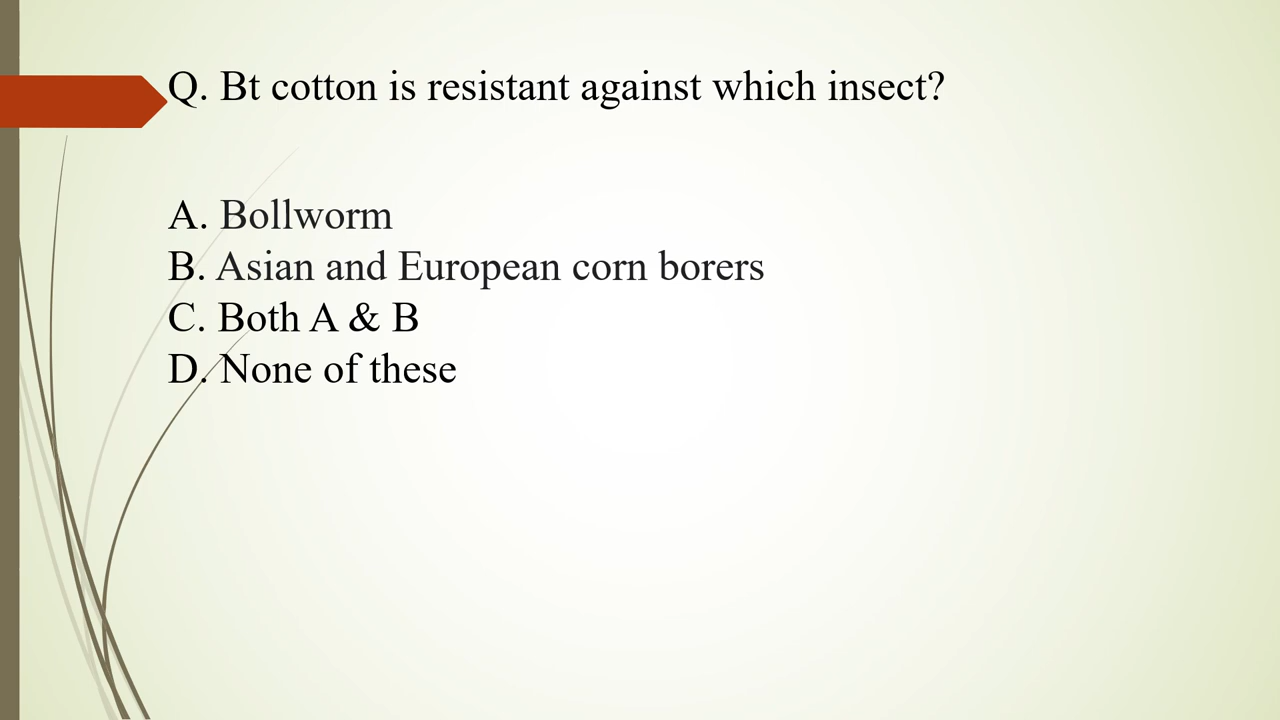 Q. Bt cotton is resistant against which insect?
A. Bollworm
B. Asian and European corn borers
C. Both A & B
D. None of these